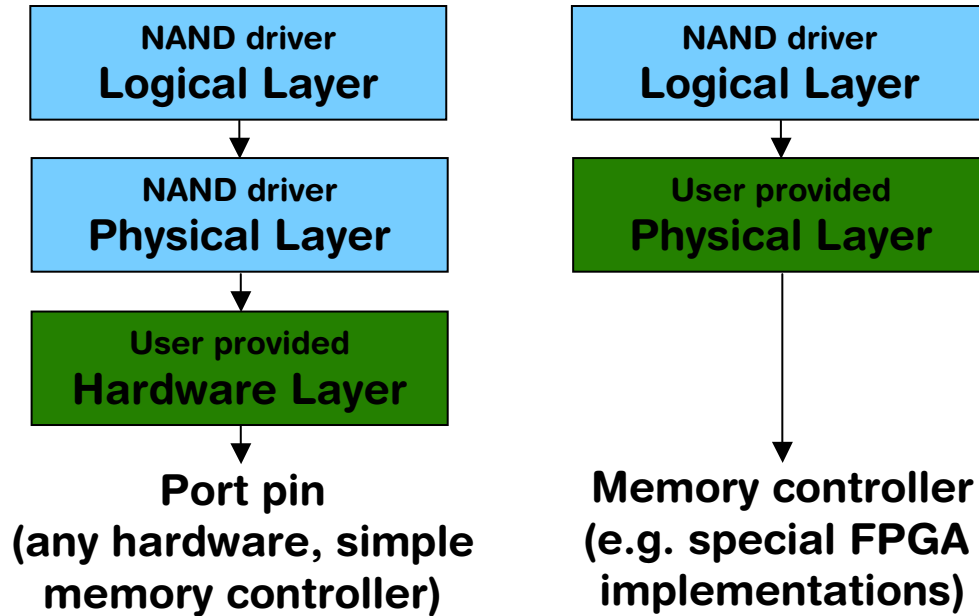 NAND driver
Logical Layer
NAND driver
Physical Layer
User provided
Hardware Layer
Port pin
(any hardware, simple
memory controller)
NAND driver
Logical Layer
User provided
Physical Layer
Memory controller
(e.g. special FPGA
implementations)